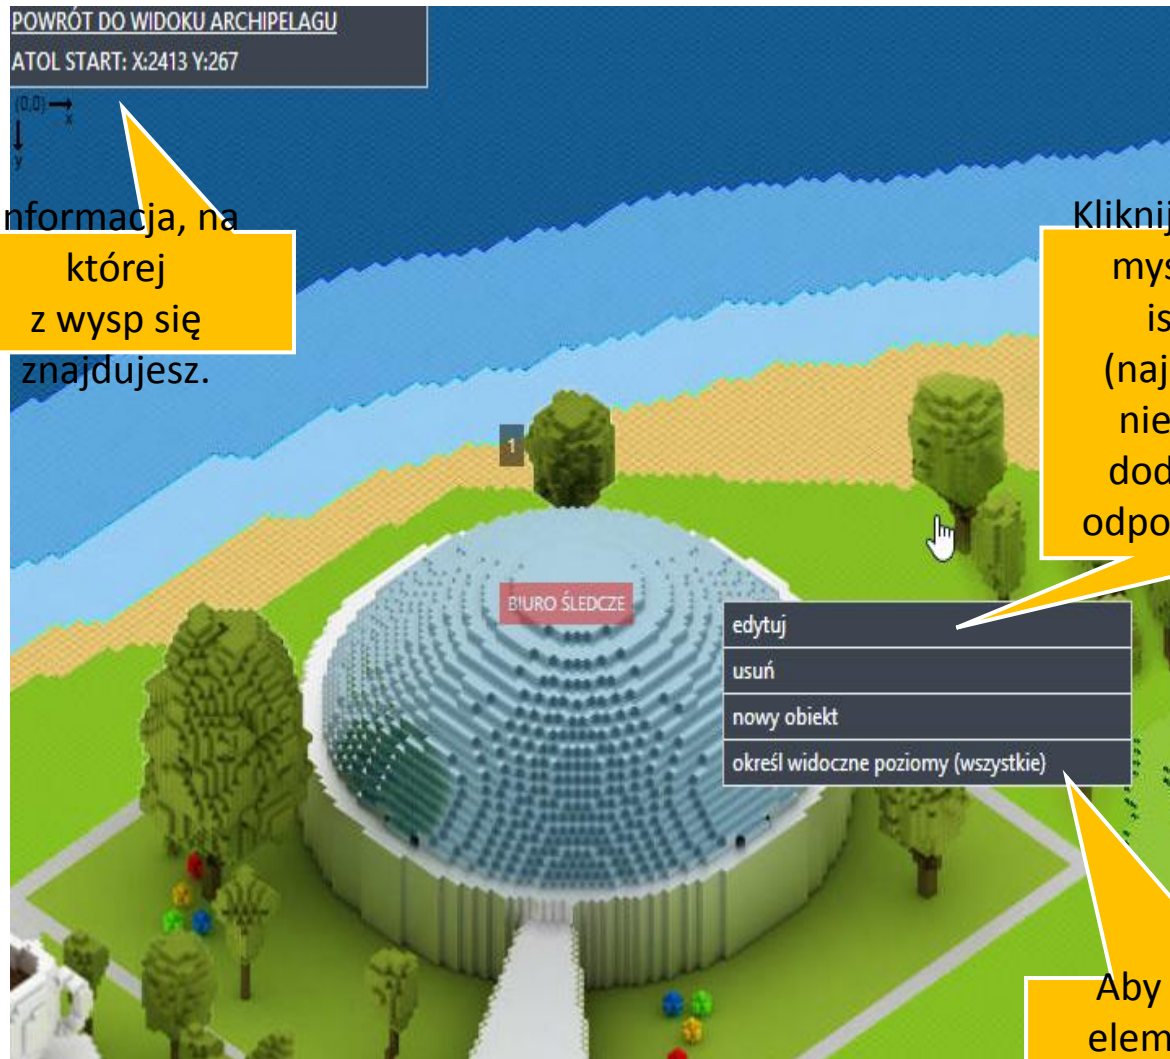 POWRÓT DO WIDOKU ARCHIPELAGU
ATOL START: X:2413 Y:267
(0,0)
x
y
nformacja, na
której
z wysp się
znajdujesz.
Kliknij
mys
is
(naj
nie
dod
odpo
1
BIURO ŚLEDCZE
edytuj
usuń
nowy obiekt
określ widoczne poziomy (wszystkie)
Aby
elem